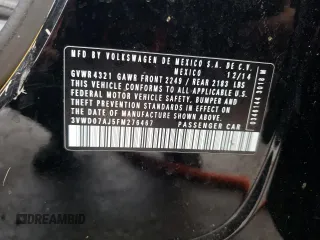 MFD BY VOLKSWAGEN DE MEXICO S.A. DE C.V.
MEXICO 12/14
GVWR 4321 GAWR FRONT 2249 / REAR 2183 LBS
THIS VEHICLE CONFORMS TO ALL APPLICABLE
FEDERAL MOTOR VEHICLE SAFETY, BUMPER AND
THEFT PREVENTION STANDARDS IN EFFECT ON
THE DATE OF MANUFACTURE SHOWN ABOVE.
3VWD07AJ5FM276467 PASSENGER CAR
DREAMBID